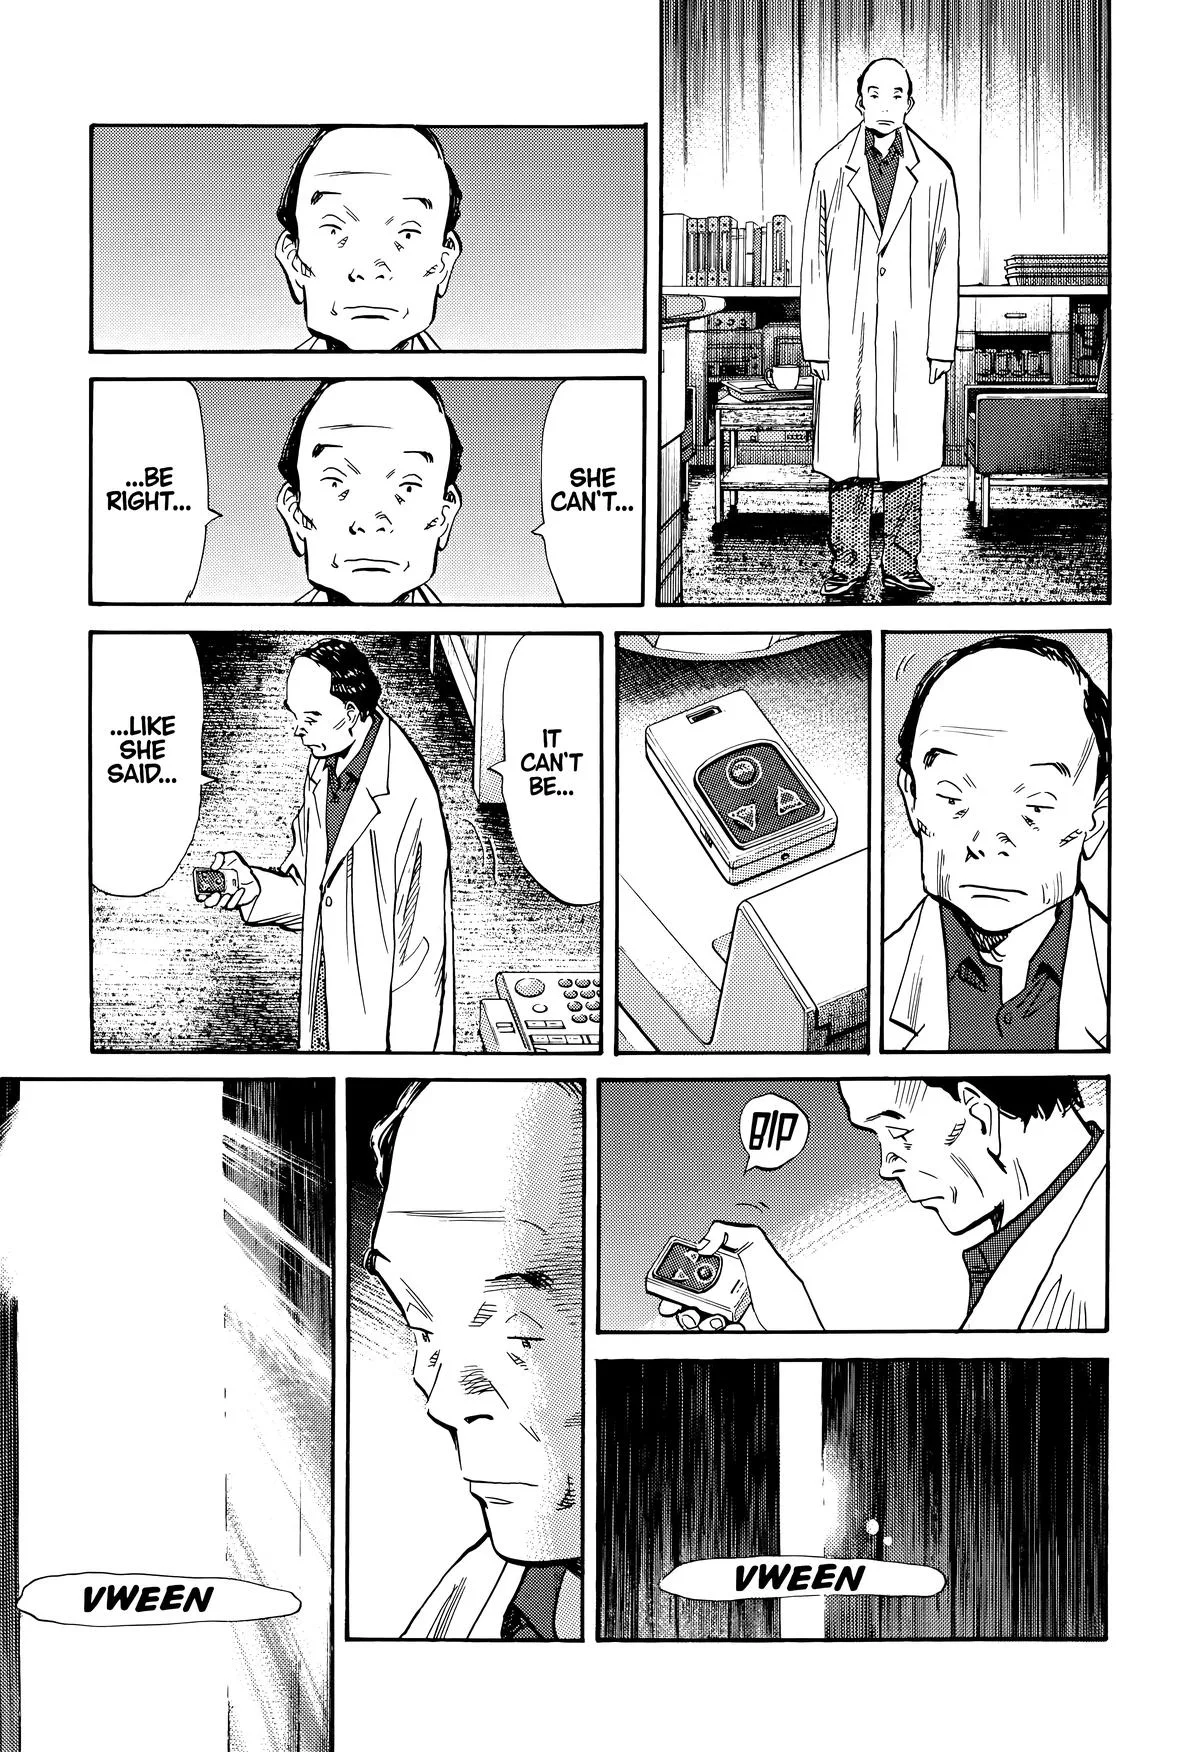 SHE
CAN'T...
...BE
RIGHT...
IT
CAN'T
BE...
...LIKE
SHE
SAID...
BIP
VWEEN
VWEEN